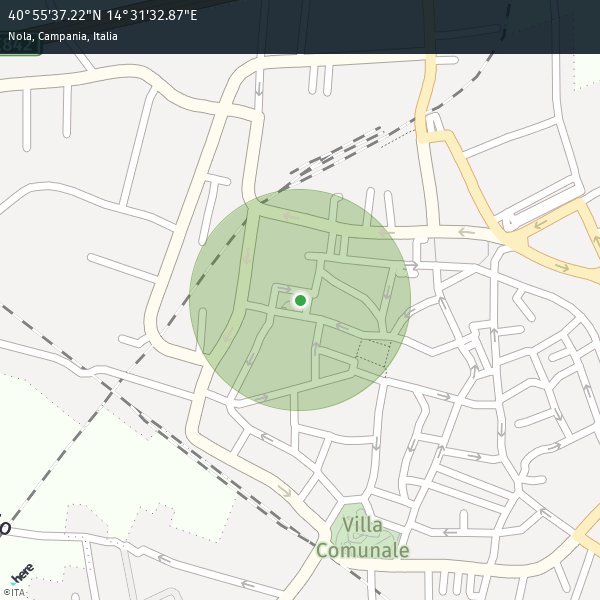 40°55'37.22"N 14°31'32.87"E
Nola, Campania, Italia
Villa
Comunale
here
©ITA